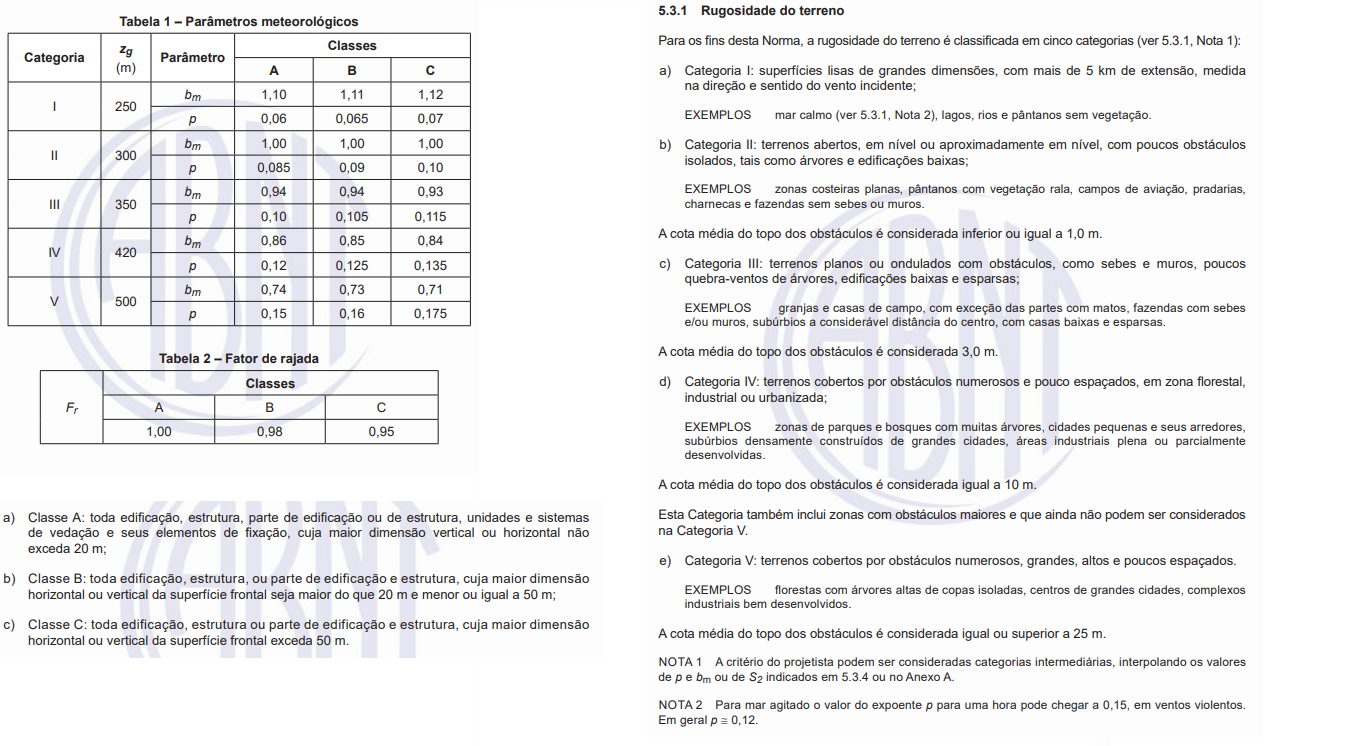 Tabela 1 – Parâmetros meteorológicos
Categoria
zg
(m)
Parâmetro
Classes
A B C
I 250 bm 1,10 1,11 1,12
p 0,06 0,065 0,07
II 300 bm 1,00 1,00 1,00
p 0,085 0,09 0,10
III 350 bm 0,94 0,94 0,93
p 0,10 0,105 0,115
IV 420 bm 0,86 0,85 0,84
p 0,12 0,125 0,135
V 500 bm 0,74 0,73 0,71
p 0,15 0,16 0,175
Tabela 2 – Fator de rajada
Fr
Classes
A B C
1,00 0,98 0,95
a) Classe A: toda edificação, estrutura, parte de edificação ou de estrutura, unidades e sistemas
de vedação e seus elementos de fixação, cuja maior dimensão vertical ou horizontal não
exceda 20 m;
b) Classe B: toda edificação, estrutura, ou parte de edificação e estrutura, cuja maior dimensão
horizontal ou vertical da superfície frontal seja maior do que 20 m e menor ou igual a 50 m;
c) Classe C: toda edificação, estrutura ou parte de edificação e estrutura, cuja maior dimensão
horizontal ou vertical da superfície frontal exceda 50 m.
5.3.1 Rugosidade do terreno
Para os fins desta Norma, a rugosidade do terreno é classificada em cinco categorias (ver 5.3.1, Nota 1):
a) Categoria I: superfícies lisas de grandes dimensões, com mais de 5 km de extensão, medida
na direção e sentido do vento incidente;
EXEMPLOS mar calmo (ver 5.3.1, Nota 2), lagos, rios e pântanos sem vegetação.
b) Categoria II: terrenos abertos, em nível ou aproximadamente em nível, com poucos obstáculos
isolados, tais como árvores e edificações baixas;
EXEMPLOS zonas costeiras planas, pântanos com vegetação rala, campos de aviação, pradarias,
charnecas e fazendas sem sebes ou muros.
A cota média do topo dos obstáculos é considerada inferior ou igual a 1,0 m.
c) Categoria III: terrenos planos ou ondulados com obstáculos, como sebes e muros, poucos
quebra-ventos de árvores, edificações baixas e esparsas;
EXEMPLOS granjas e casas de campo, com exceção das partes com matos, fazendas com sebes
e/ou muros, subúrbios a considerável distância do centro, com casas baixas e esparsas.
A cota média do topo dos obstáculos é considerada 3,0 m.
d) Categoria IV: terrenos cobertos por obstáculos numerosos e pouco espaçados, em zona florestal,
industrial ou urbanizada;
EXEMPLOS zonas de parques e bosques com muitas árvores, cidades pequenas e seus arredores,
subúrbios densamente construídos de grandes cidades, áreas industriais plena ou parcialmente
desenvolvidas.
A cota média do topo dos obstáculos é considerada igual a 10 m.
Esta Categoria também inclui zonas com obstáculos maiores e que ainda não podem ser considerados
na Categoria V.
e) Categoria V: terrenos cobertos por obstáculos numerosos, grandes, altos e poucos espaçados.
EXEMPLOS florestas com árvores altas de copas isoladas, centros de grandes cidades, complexos
industriais bem desenvolvidos.
A cota média do topo dos obstáculos é considerada igual ou superior a 25 m.
NOTA 1 A critério do projetista podem ser consideradas categorias intermediárias, interpolando os valores
de p e bm ou de S2 indicados em 5.3.4 ou no Anexo A.
NOTA 2 Para mar agitado o valor do expoente p para uma hora pode chegar a 0,15, em ventos violentos.
Em geral p ≅ 0,12.
ABNT
ABNT